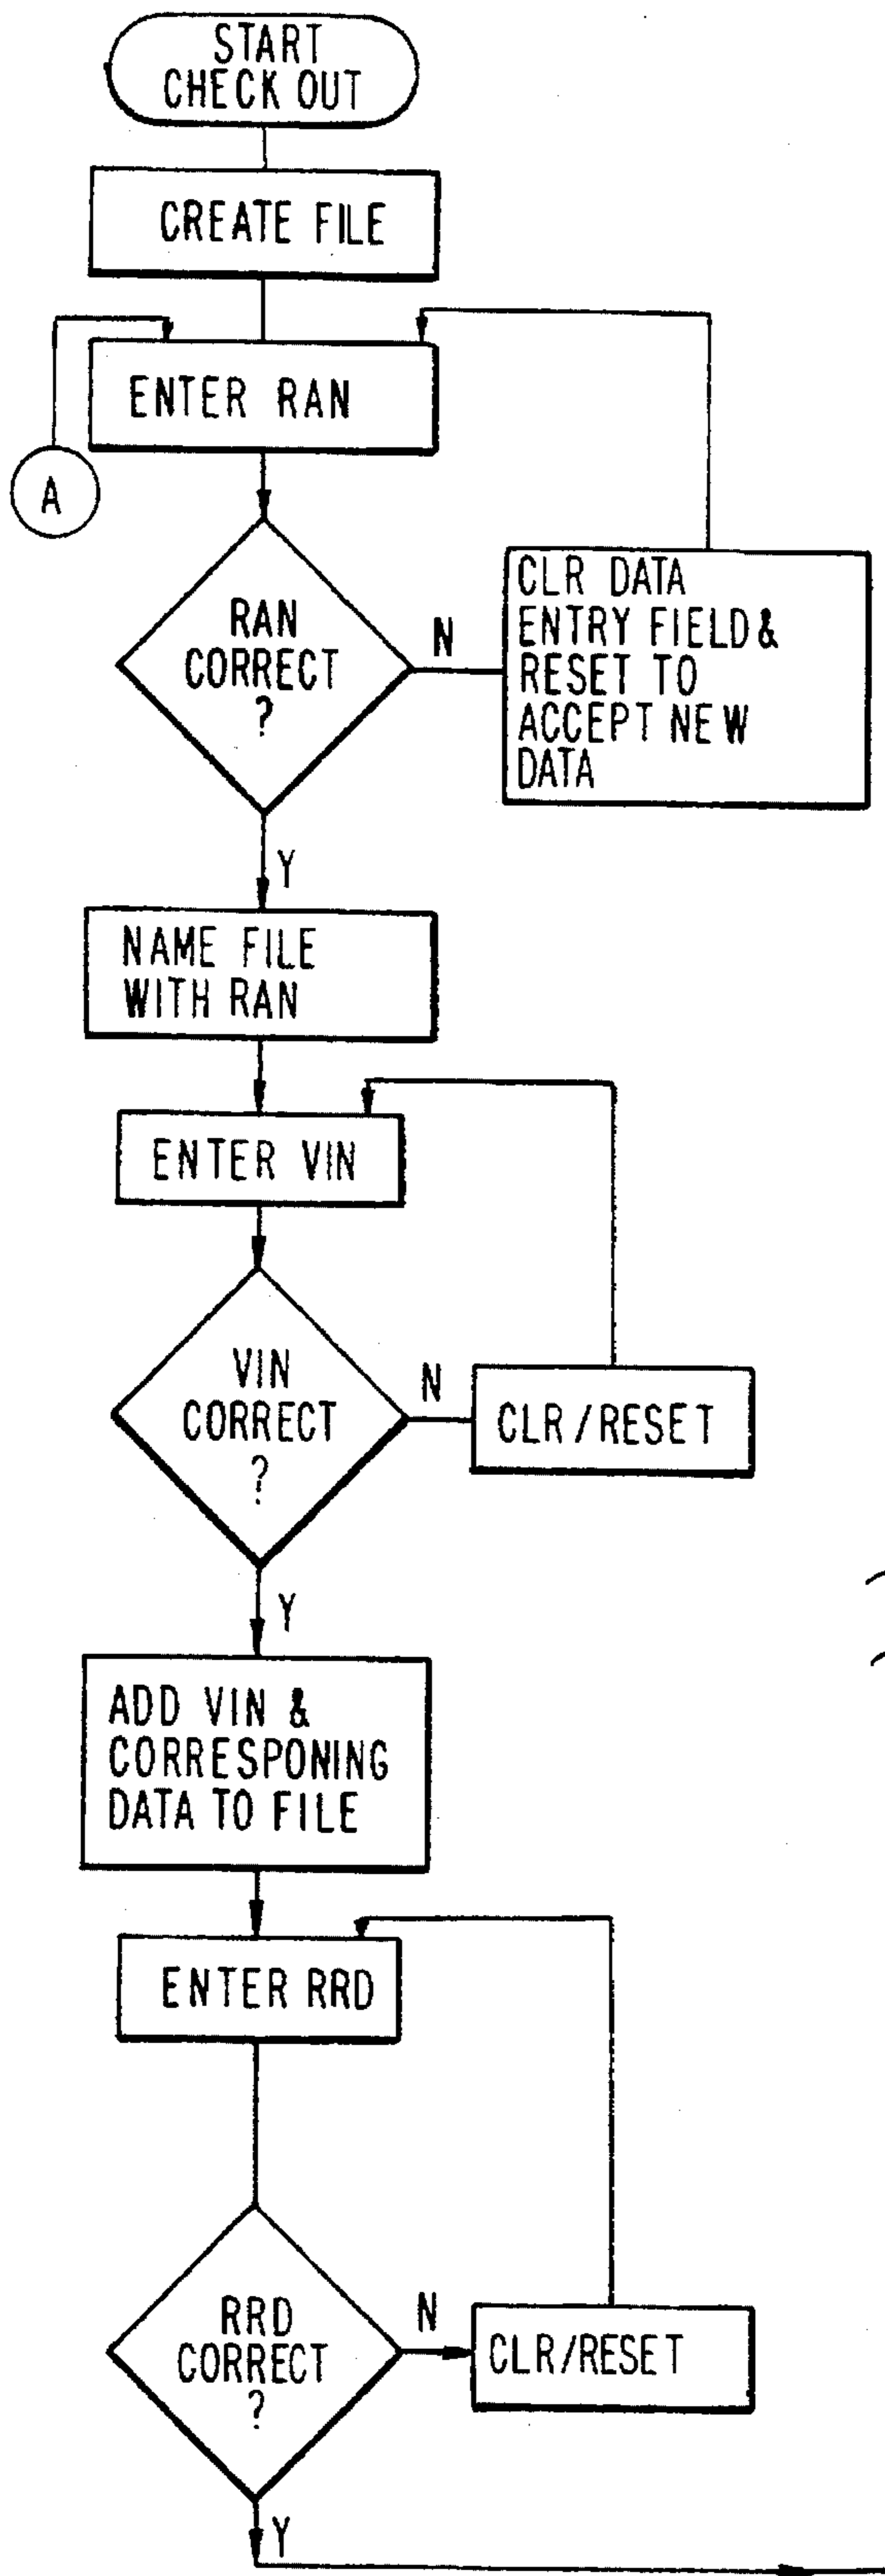 START
CHECK OUT
CREATE FILE
ENTER RAN
A
RAN
CORRECT
?
N
CLR DATA
ENTRY FIELD &
RESET TO
ACCEPT NEW
DATA
Y
NAME FILE
WITH RAN
ENTER VIN
VIN
CORRECT
?
N
CLR/RESET
Y
ADD VIN &
CORRESPONING
DATA TO FILE
ENTER RRD
RRD
CORRECT
?
N
CLR/RESET
Y